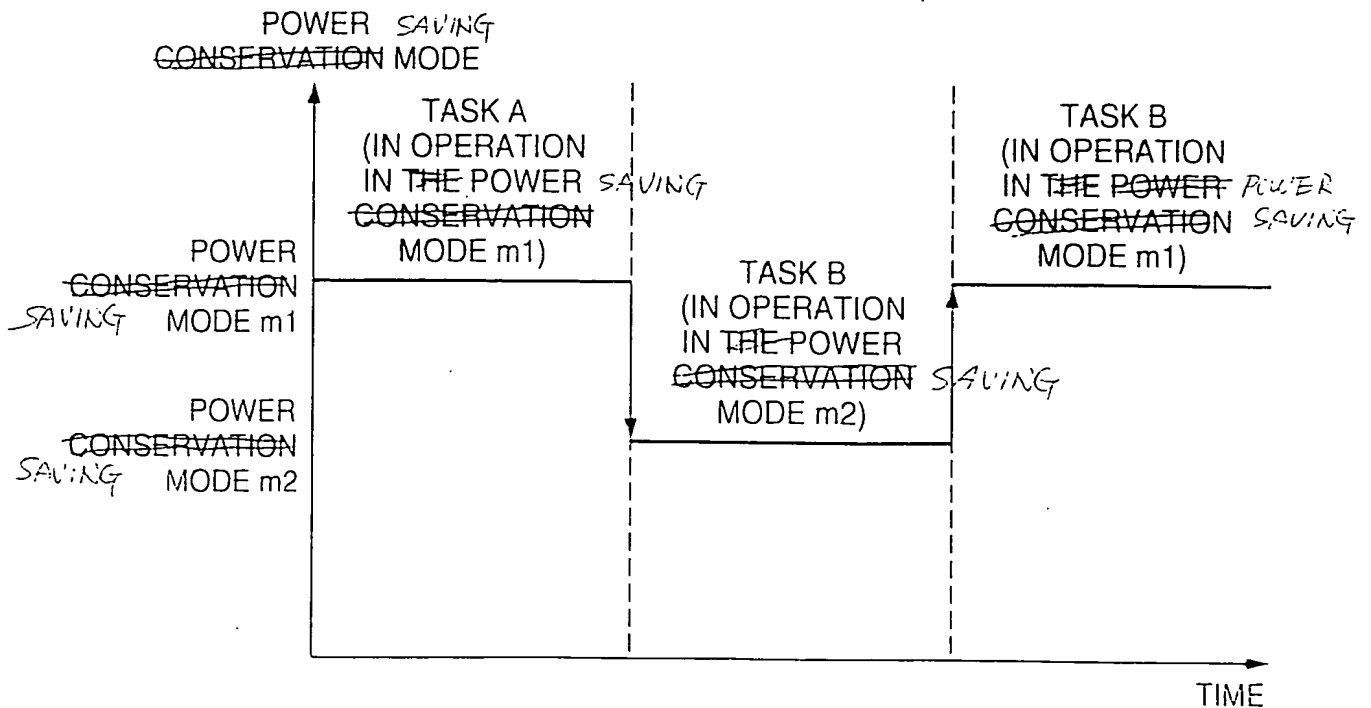 POWER SAVING
CONSERVATION MODE
TASK A
(IN OPERATION
IN THE POWER SAVING
CONSERVATION
MODE m1)
TASK B
(IN OPERATION
IN THE POWER POWER
CONSERVATION SAVING
MODE m1)
POWER
CONSERVATION
SAVING MODE m1
TASK B
(IN OPERATION
IN THE POWER
CONSERVATION SAVING
MODE m2)
POWER
CONSERVATION
SAVING MODE m2
TIME